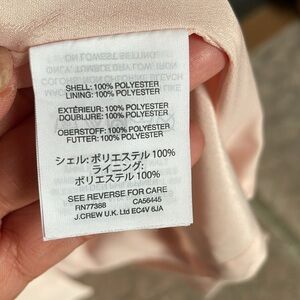 SHELL: 100% POLYESTER
LINING: 100% POLYESTER
EXTÉRIEUR: 100% POLYESTER
DOUBLURE: 100% POLYESTER
OBERSTOFF: 100% POLYESTER
FUTTER: 100% POLYESTER
シェル: ポリエステル 100%
ライニング:
ポリエステル 100%
SEE REVERSE FOR CARE
RN77388 CA56445
J.CREW U.K. Ltd EC4V 6JA